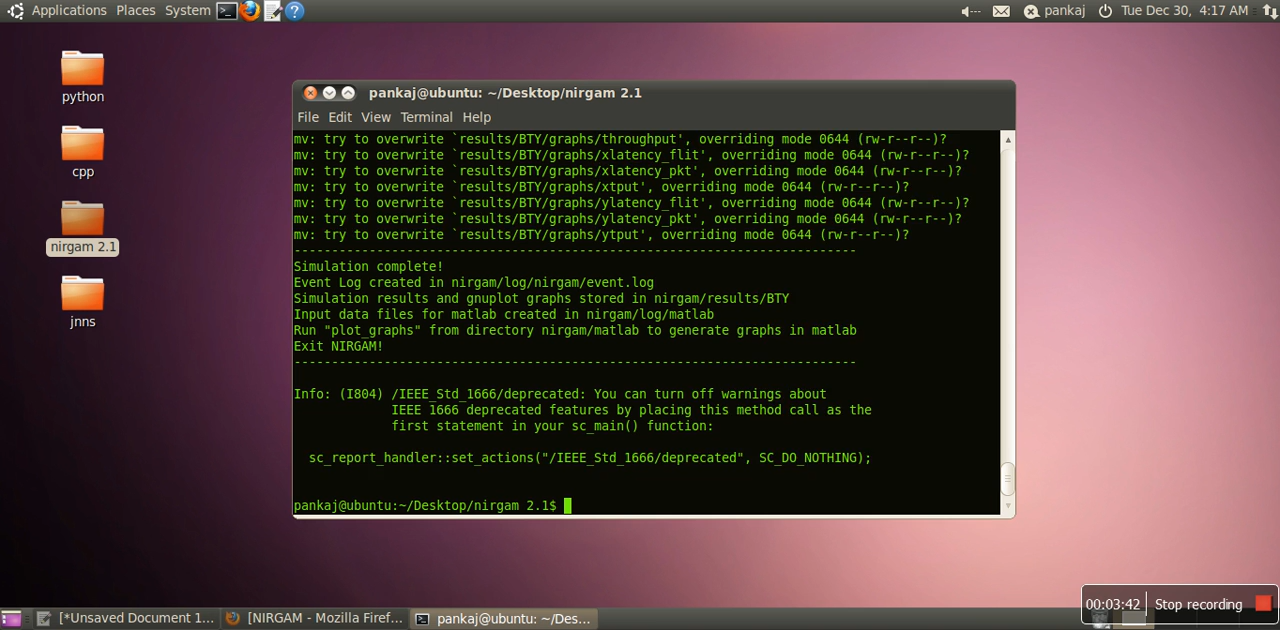 Applications Places System
pankaj
Tue Dec 30, 4:17 AM
python
cpp
nirgam 2.1
jnns
pankaj@ubuntu: ~/Desktop/nirgam 2.1
File Edit View Terminal Help
mv: try to overwrite `results/BTY/graphs/throughput', overriding mode 0644 (rw-r--r--)?
mv: try to overwrite `results/BTY/graphs/xlatency_flit', overriding mode 0644 (rw-r--r--)?
mv: try to overwrite `results/BTY/graphs/xlatency_pkt', overriding mode 0644 (rw-r--r--)?
mv: try to overwrite `results/BTY/graphs/xtput', overriding mode 0644 (rw-r--r--)?
mv: try to overwrite `results/BTY/graphs/ylatency_flit', overriding mode 0644 (rw-r--r--)?
mv: try to overwrite `results/BTY/graphs/ylatency_pkt', overriding mode 0644 (rw-r--r--)?
mv: try to overwrite `results/BTY/graphs/ytput', overriding mode 0644 (rw-r--r--)?
---------------------------------------------------------------------------
Simulation complete!
Event Log created in nirgam/log/nirgam/event.log
Simulation results and gnuplot graphs stored in nirgam/results/BTY
Input data files for matlab created in nirgam/log/matlab
Run "plot_graphs" from directory nirgam/matlab to generate graphs in matlab
Exit NIRGAM!
---------------------------------------------------------------------------
Info: (I804) /IEEE_Std_1666/deprecated: You can turn off warnings about
IEEE 1666 deprecated features by placing this method call as the
first statement in your sc_main() function:
sc_report_handler::set_actions("/IEEE_Std_1666/deprecated", SC_DO_NOTHING);
pankaj@ubuntu:~/Desktop/nirgam 2.1$
[*Unsaved Document 1... [NIRGAM - Mozilla Firef... pankaj@ubuntu: ~/Des...
00:03:42 Stop recording